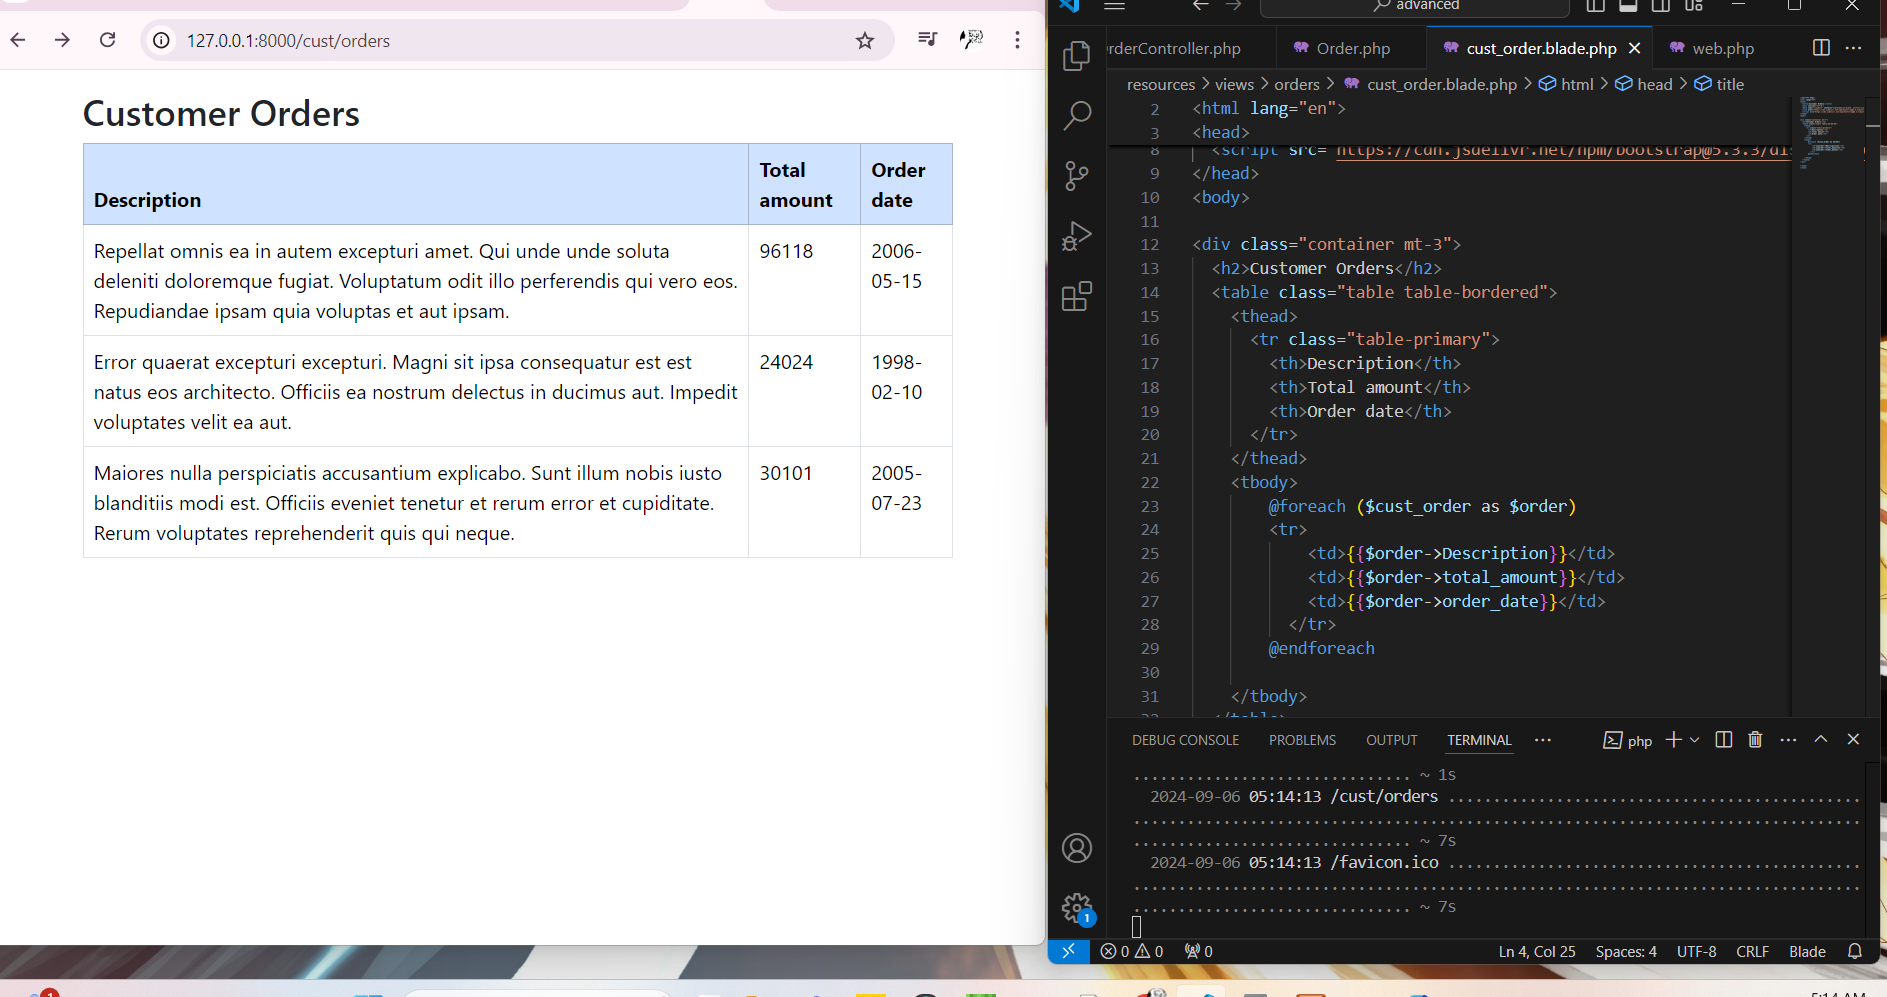 127.0.0.1:8000/cust/orders
Customer Orders
Description
Total
amount
Order
date
Repellat omnis ea in autem excepturi amet. Qui unde unde soluta
deleniti doloremque fugiat. Voluptatum odit illo perferendis qui vero eos.
Repudiandae ipsam quia voluptas et aut ipsam.
96118
2006-
05-15
Error quaerat excepturi excepturi. Magni sit ipsa consequatur est est
natus eos architecto. Officiis ea nostrum delectus in ducimus aut. Impedit
voluptates velit ea aut.
24024
1998-
02-10
Maiores nulla perspiciatis accusantium explicabo. Sunt illum nobis iusto
blanditiis modi est. Officiis eveniet tenetur et rerum error et cupiditate.
Rerum voluptates reprehenderit quis qui neque.
30101
2005-
07-23
advanced
rderController.php
Order.php
cust_order.blade.php
web.php
resources > views > orders > cust_order.blade.php > html > head > title
2 <html lang="en">
3 <head>
8 <script src="https://cdn.jsdelivr.net/npm/bootstrap@5.3.3/di
9 </head>
10 <body>
11
12 <div class="container mt-3">
13 <h2>Customer Orders</h2>
14 <table class="table table-bordered">
15 <thead>
16 <tr class="table-primary">
17 <th>Description</th>
18 <th>Total amount</th>
19 <th>Order date</th>
20 </tr>
21 </thead>
22 <tbody>
23 @foreach ($cust_order as $order)
24 <tr>
25 <td>{{$order->Description}}</td>
26 <td>{{$order->total_amount}}</td>
27 <td>{{$order->order_date}}</td>
28 </tr>
29 @endforeach
30
31 </tbody>
32 </table>
DEBUG CONSOLE PROBLEMS OUTPUT TERMINAL ··· php
............................... ~ 1s
2024-09-06 05:14:13 /cust/orders ..............................................
..................................................................................
............................... ~ 7s
2024-09-06 05:14:13 /favicon.ico ..............................................
..................................................................................
............................... ~ 7s
1
0 0 0
Ln 4, Col 25 Spaces: 4 UTF-8 CRLF Blade
1
5:14 AM